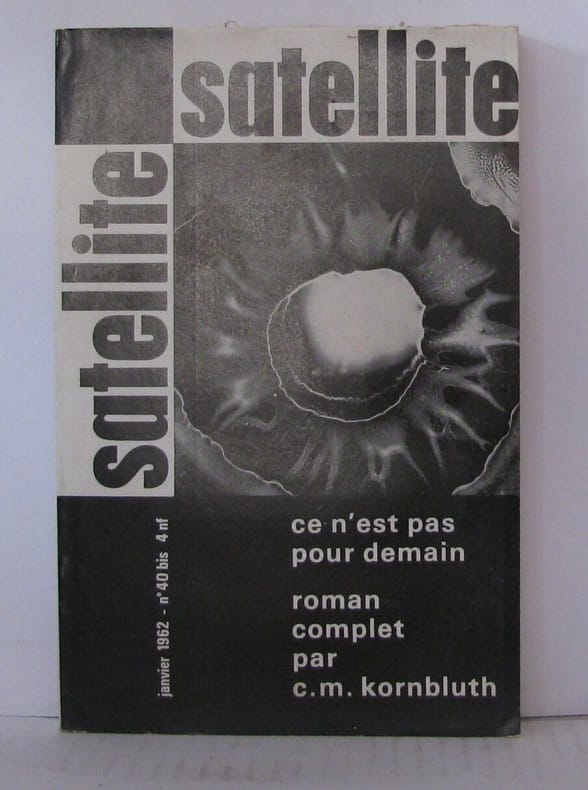 satellite
satellite
janvier 1962 - n° 40 bis 4 nf
ce n'est pas
pour demain
roman
complet
par
c.m. kornbluth